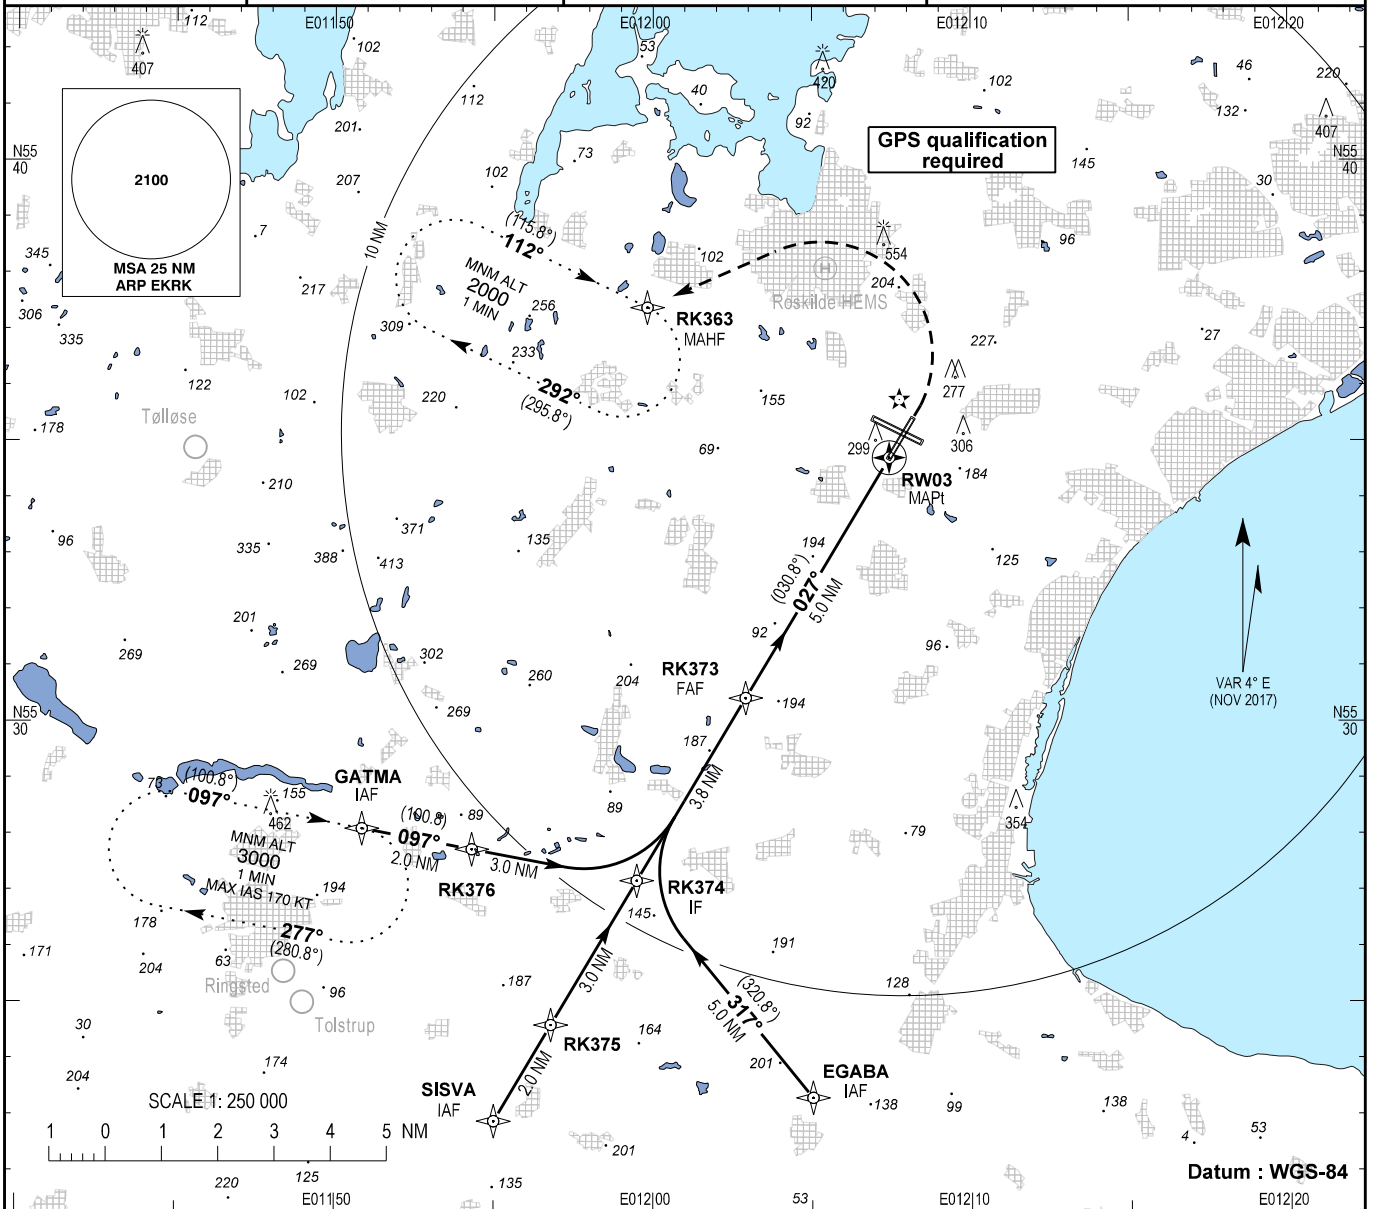 E011|50
E012|00
E012|10
E012|20
112
407
102
53
420
40
102
46
220
112
201
92
132
407
GPS qualification
required
N55
40
N55
40
73
145
2100
102
207
30
7
10 NM
(115.8°)
112°
554
96
345
MSA 25 NM
ARP EKRK
102
MNM ALT
2000
1 MIN
204
217
256
Roskilde HEMS
306
335
309
RK363
MAHF
227
27
233
122
277
102
220
292°
(295.8°)
155
Tølløse
178
69
299
306
184
210
RW03
MAPt
371
96
335
388
413
135
194
125
(030.8°)
027°
5.0 NM
201
92
269
269
302
96
RK373
FAF
260
204
VAR 4° E
(NOV 2017)
194
269
N55
30
N55
30
187
73
(100.8°)
097°
155
GATMA
IAF
3.8 NM
462
89
89
(100.8)
097°
2.0 NM
354
79
MNM ALT
3000
1 MIN
MAX IAS 170 KT
3.0 NM
RK376
RK374
IF
194
178
145
277°
(280.8°)
171
204
63
191
3.0 NM
Ringsted
187
128
96
(320.8°)
317°
5.0 NM
Tolstrup
30
164
RK375
174
201
EGABA
IAF
204
2.0 NM
SISVA
IAF
138
99
138
SCALE 1: 250 000
1 0 1 2 3 4 5 NM
53
4
201
125
135
Datum : WGS-84
220
53
E011|50
E012|00
E012|10
E012|20